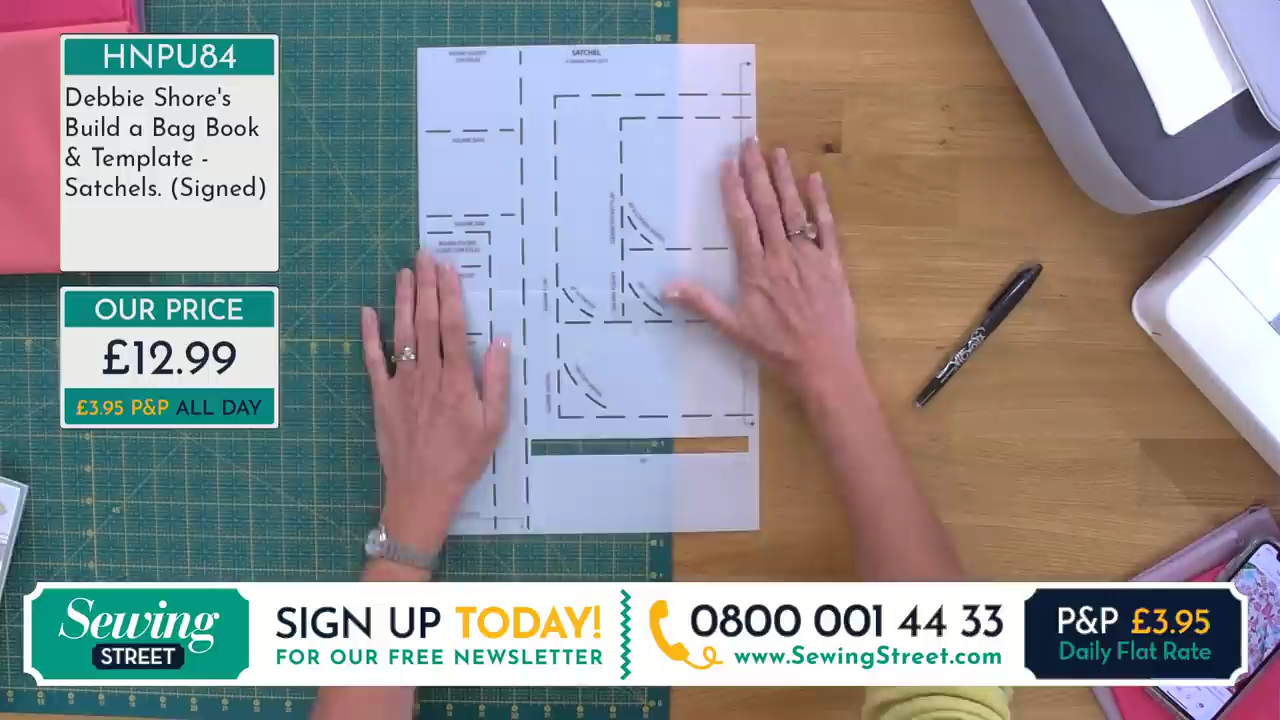 HNPU84
Debbie Shore's
Build a Bag Book
& Template -
Satchels. (Signed)
OUR PRICE
£12.99
£3.95 P&P ALL DAY
SATCHEL
Sewing
STREET
SIGN UP TODAY!
FOR OUR FREE NEWSLETTER
0800 001 44 33
www.SewingStreet.com
P&P £3.95
Daily Flat Rate